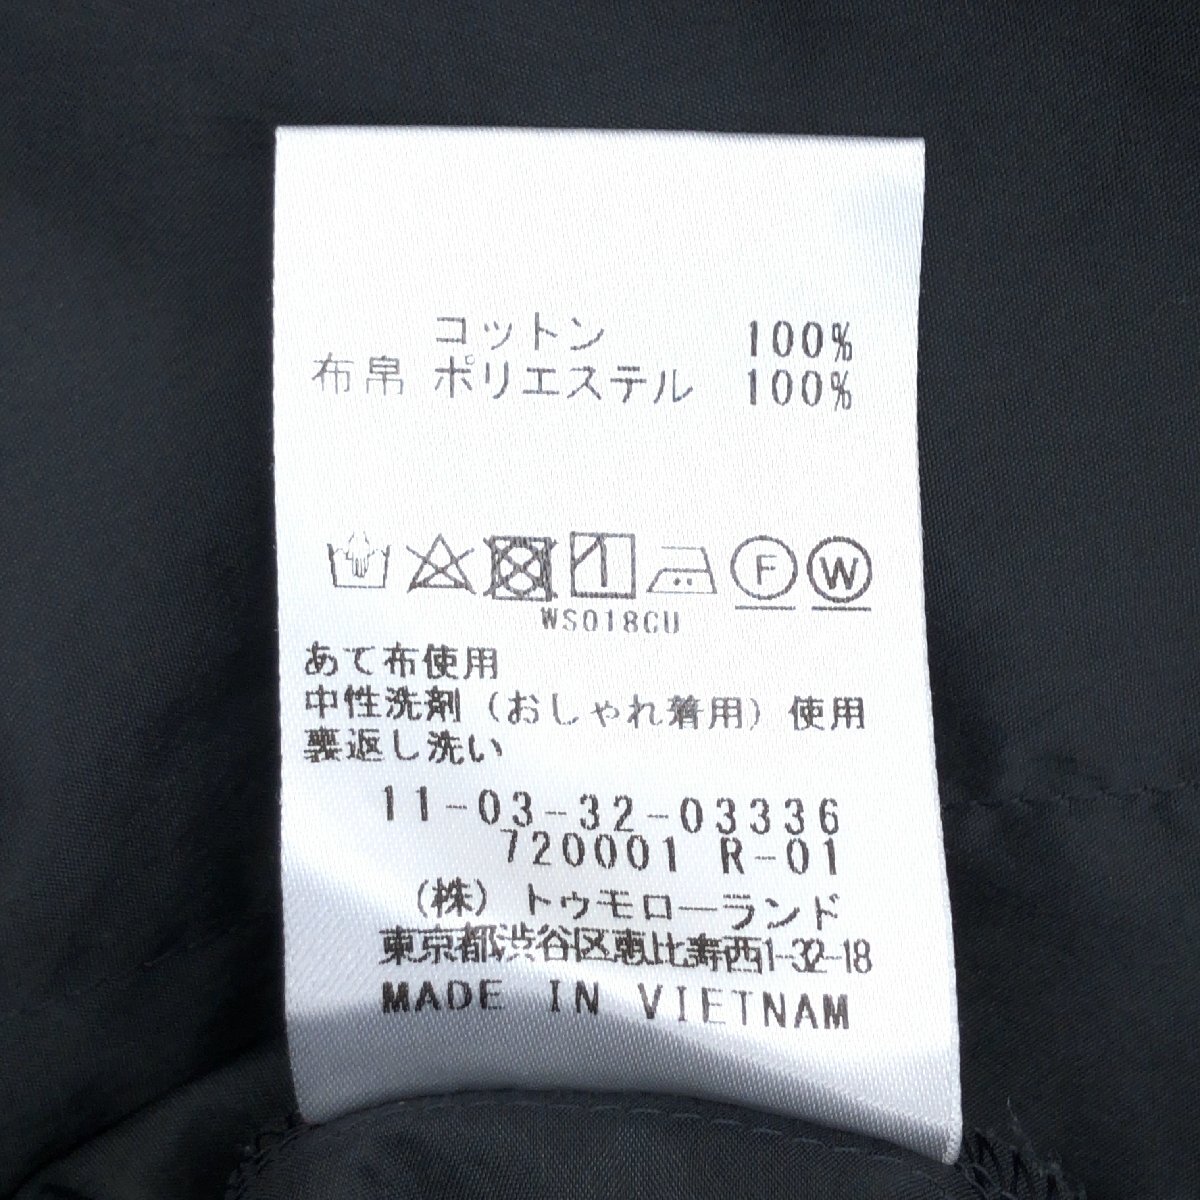 コットン 100%
布帛 ポリエステル 100%
F W
WS018CU
あて布使用
中性洗剤(おしゃれ着用)使用
裏返し洗い
11-03-32-03336
720001 R-01
(株)トゥモローランド
東京都渋谷区恵比寿西1-32-18
MADE IN VIETNAM